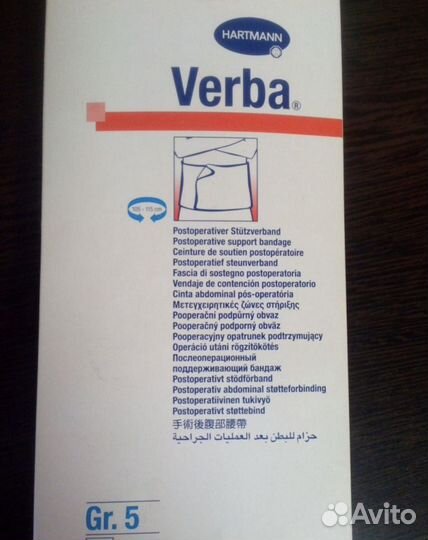 HARTMANN
Verba®
105 - 115 cm
Postoperativer Stützverband
Postoperative support bandage
Ceinture de soutien postopératoire
Postoperatief steunverband
Fascia di sostegno postoperatoria
Vendaje de contención postoperatorio
Cinta abdominal pós-operatória
Μετεγχειρητικές ζώνες στήριξης
Pooperační podpůrný obvaz
Pooperačný podporný obväz
Pooperacyjny opatrunek podtrzymujący
Operáció utáni rögzítőkötés
Послеоперационный
поддерживающий бандаж
Postoperativt stödförband
Postoperativ abdominal støtteforbinding
Postoperatiivinen tukivyö
Postoperativt støttebind
手術後腹部腰帶
حزام للبطن بعد العمليات الجراحية
Gr. 5
Avito